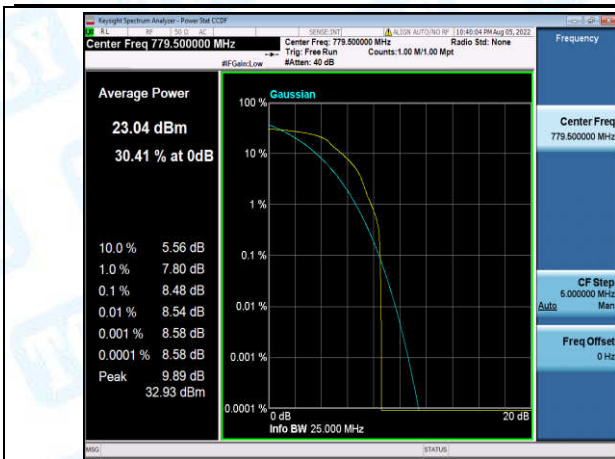 Keysight Spectrum Analyzer - Power Stat CCDF
RL RF 50 Ω AC SENSE:INT ALIGN AUTO/NO RF 10:40:04 PM Aug 05, 2022
Center Freq 779.500000 MHz
Center Freq: 779.500000 MHz Radio Std: None
Trig: Free Run Counts:1.00 M/1.00 Mpt
#IFGain:Low #Atten: 40 dB
Frequency
Average Power
23.04 dBm
30.41 % at 0dB
10.0 % 5.56 dB
1.0 % 7.80 dB
0.1 % 8.48 dB
0.01 % 8.54 dB
0.001 % 8.58 dB
0.0001 % 8.58 dB
Peak 9.89 dB
32.93 dBm
Gaussian
100 %
10 %
1 %
0.1 %
0.01 %
0.001 %
0.0001 %
0 dB 20 dB
Info BW 25.000 MHz
Center Freq
779.500000 MHz
CF Step
5.000000 MHz
Auto Man
Freq Offset
0 Hz
MSG STATUS